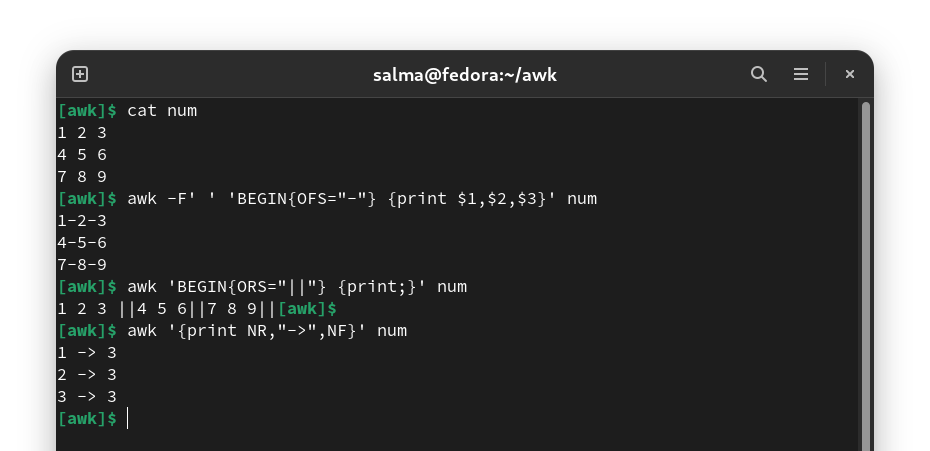 salma@fedora:~/awk
[awk]$ cat num
1 2 3
4 5 6
7 8 9
[awk]$ awk -F' ' 'BEGIN{OFS="-"} {print $1,$2,$3}' num
1-2-3
4-5-6
7-8-9
[awk]$ awk 'BEGIN{ORS="||"} {print;}' num
1 2 3 ||4 5 6||7 8 9||[awk]$
[awk]$ awk '{print NR,"->",NF}' num
1 -> 3
2 -> 3
3 -> 3
[awk]$